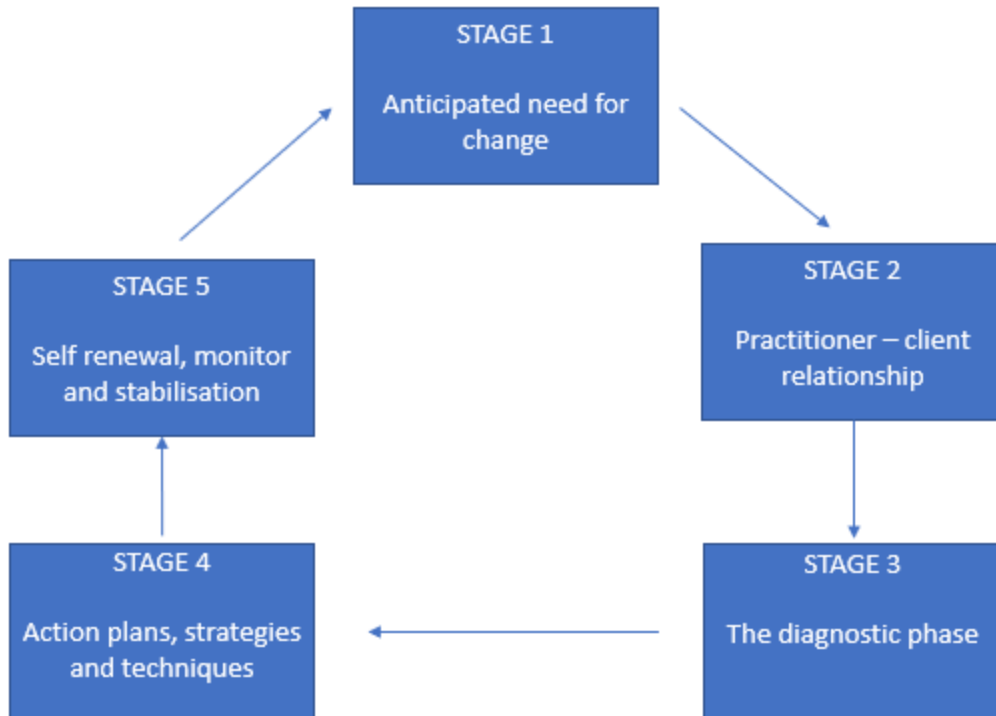 STAGE 1
Anticipated need for
change
STAGE 2
Practitioner – client
relationship
STAGE 3
The diagnostic phase
STAGE 4
Action plans, strategies
and techniques
STAGE 5
Self renewal, monitor
and stabilisation